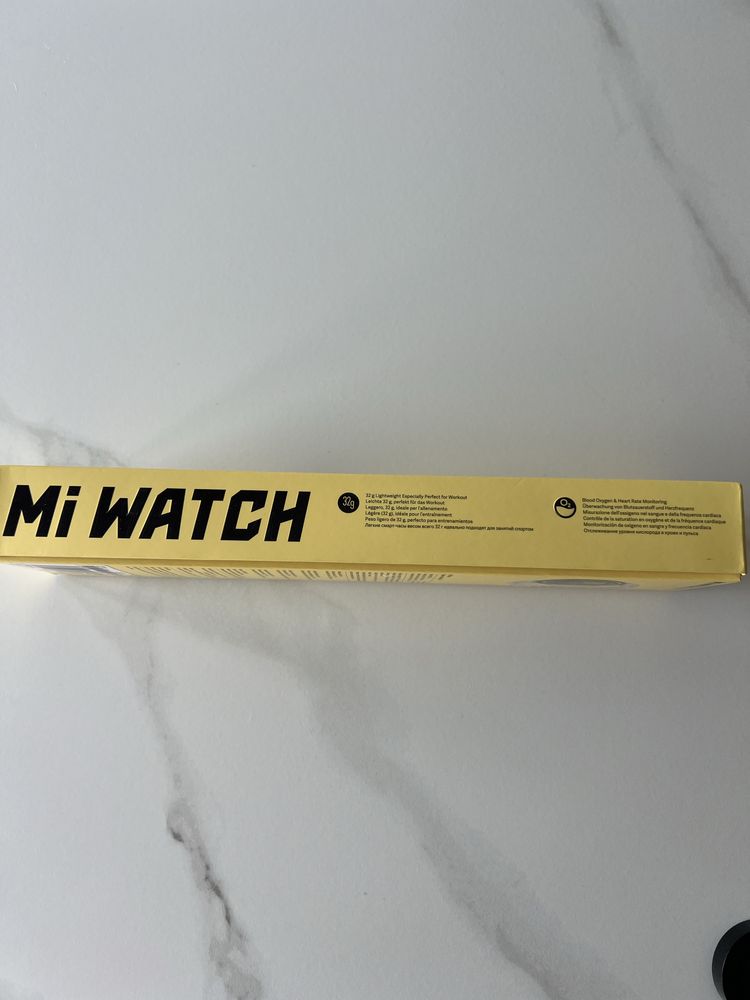 Mi WATCH
32g
32 g Lightweight Especially Perfect for Workout
Leichte 32 g, perfekt für das Workout
Leggero, 32 g, ideale per l'allenamento
Légère (32 g), idéale pour l'entraînement
Peso ligero de 32 g, perfecto para entrenamientos
Легкие смарт-часы весом всего 32 г идеально подходят для занятий спортом
O₂
Blood Oxygen & Heart Rate Monitoring
Überwachung von Blutsauerstoff und Herzfrequenz
Misurazione dell'ossigeno nel sangue e della frequenza cardiaca
Contrôle de la saturation en oxygène et de la fréquence cardiaque
Monitorización de oxígeno en sangre y frecuencia cardíaca
Отслеживание уровня кислорода в крови и пульса